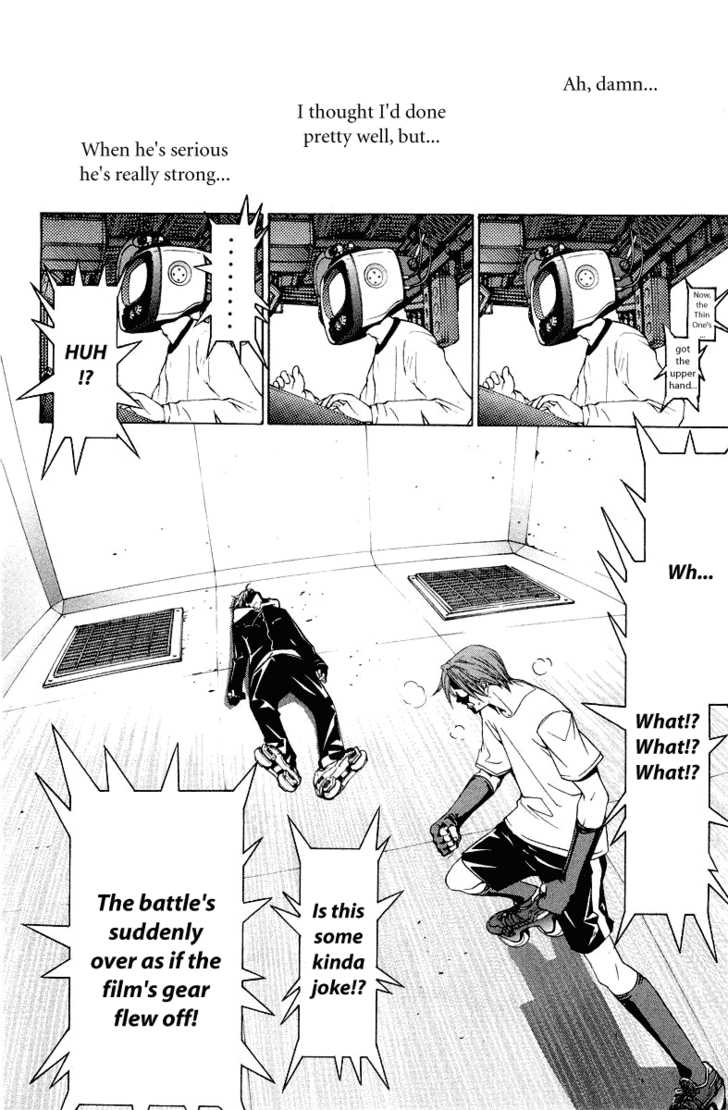 Ah, damn...
I thought I'd done
pretty well, but...
When he's serious
he's really strong...
Now,
the
Thin
One's
...
got
the
upper
hand...
.......
HUH
!?
Wh...
What!?
What!?
What!?
Is this
some
kinda
joke!?
The battle's
suddenly
over as if the
film's gear
flew off!